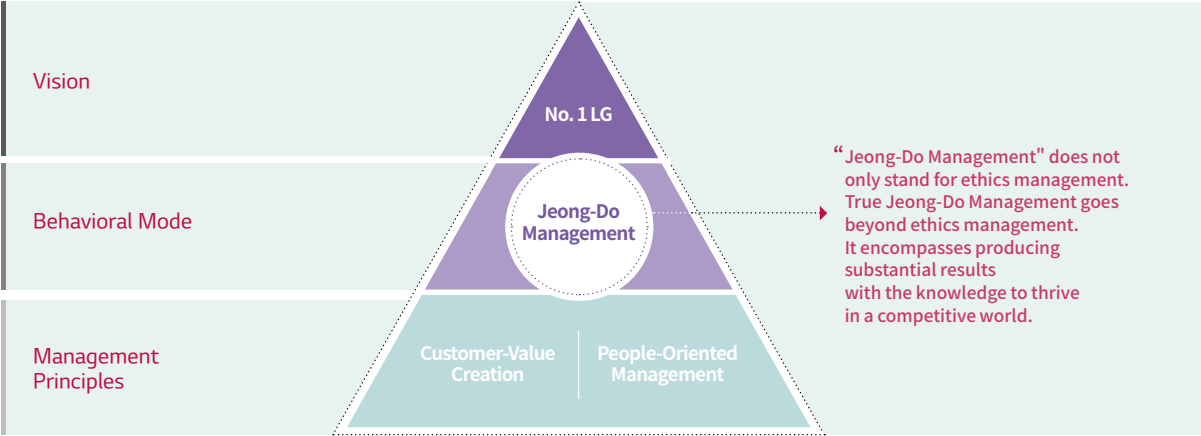 Vision
No. 1 LG
Behavioral Mode
Jeong-Do
Management
“Jeong-Do Management" does not
only stand for ethics management.
True Jeong-Do Management goes
beyond ethics management.
It encompasses producing
substantial results
with the knowledge to thrive
in a competitive world.
Management
Principles
Customer-Value
Creation
People-Oriented
Management